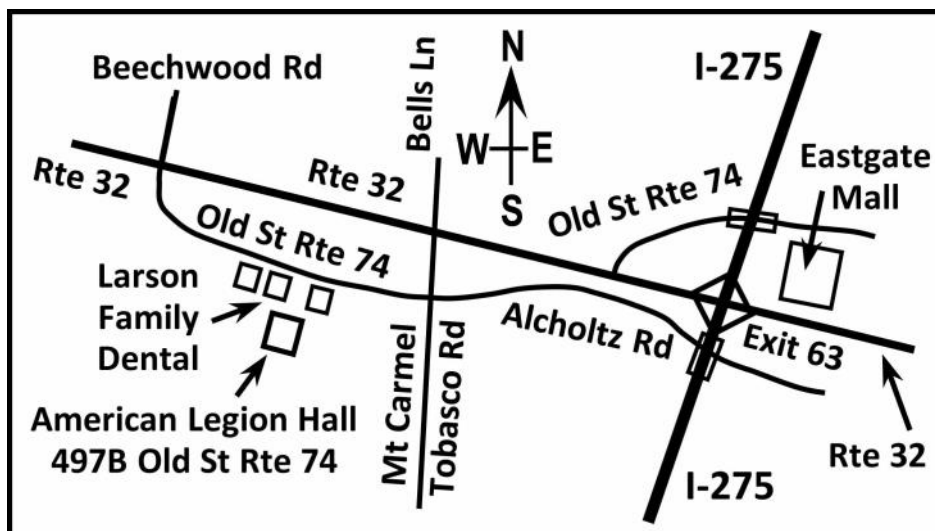 Beechwood Rd
Bells Ln
N
W
E
S
I-275
Eastgate
Mall
Rte 32
Rte 32
Old St Rte 74
Old St Rte 74
Larson
Family
Dental
Alcholtz Rd
Exit 63
American Legion Hall
497B Old St Rte 74
Mt Carmel
Tobasco Rd
Rte 32
I-275